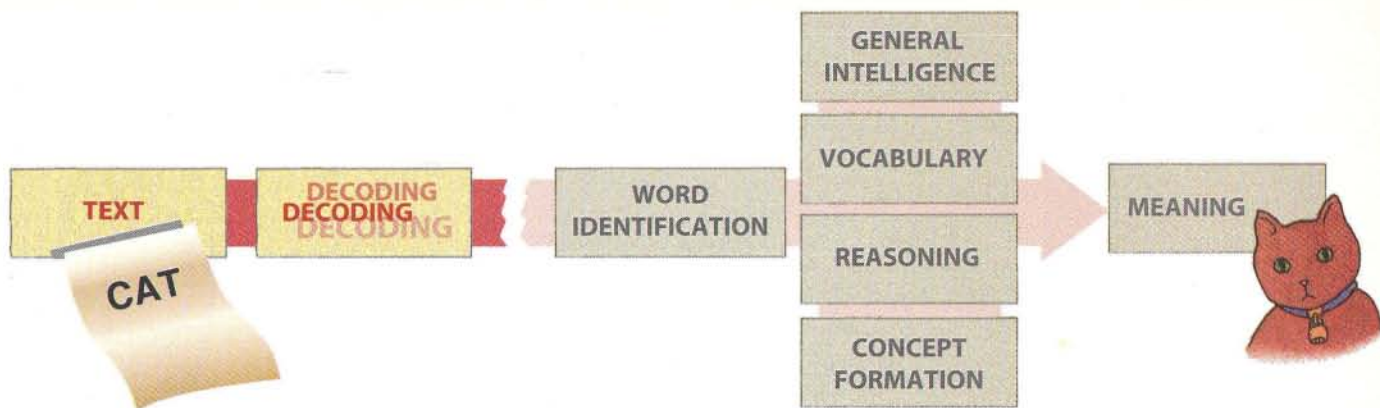 TEXT
CAT
DECODING
DECODING
DECODING
WORD
IDENTIFICATION
GENERAL
INTELLIGENCE
VOCABULARY
REASONING
CONCEPT
FORMATION
MEANING